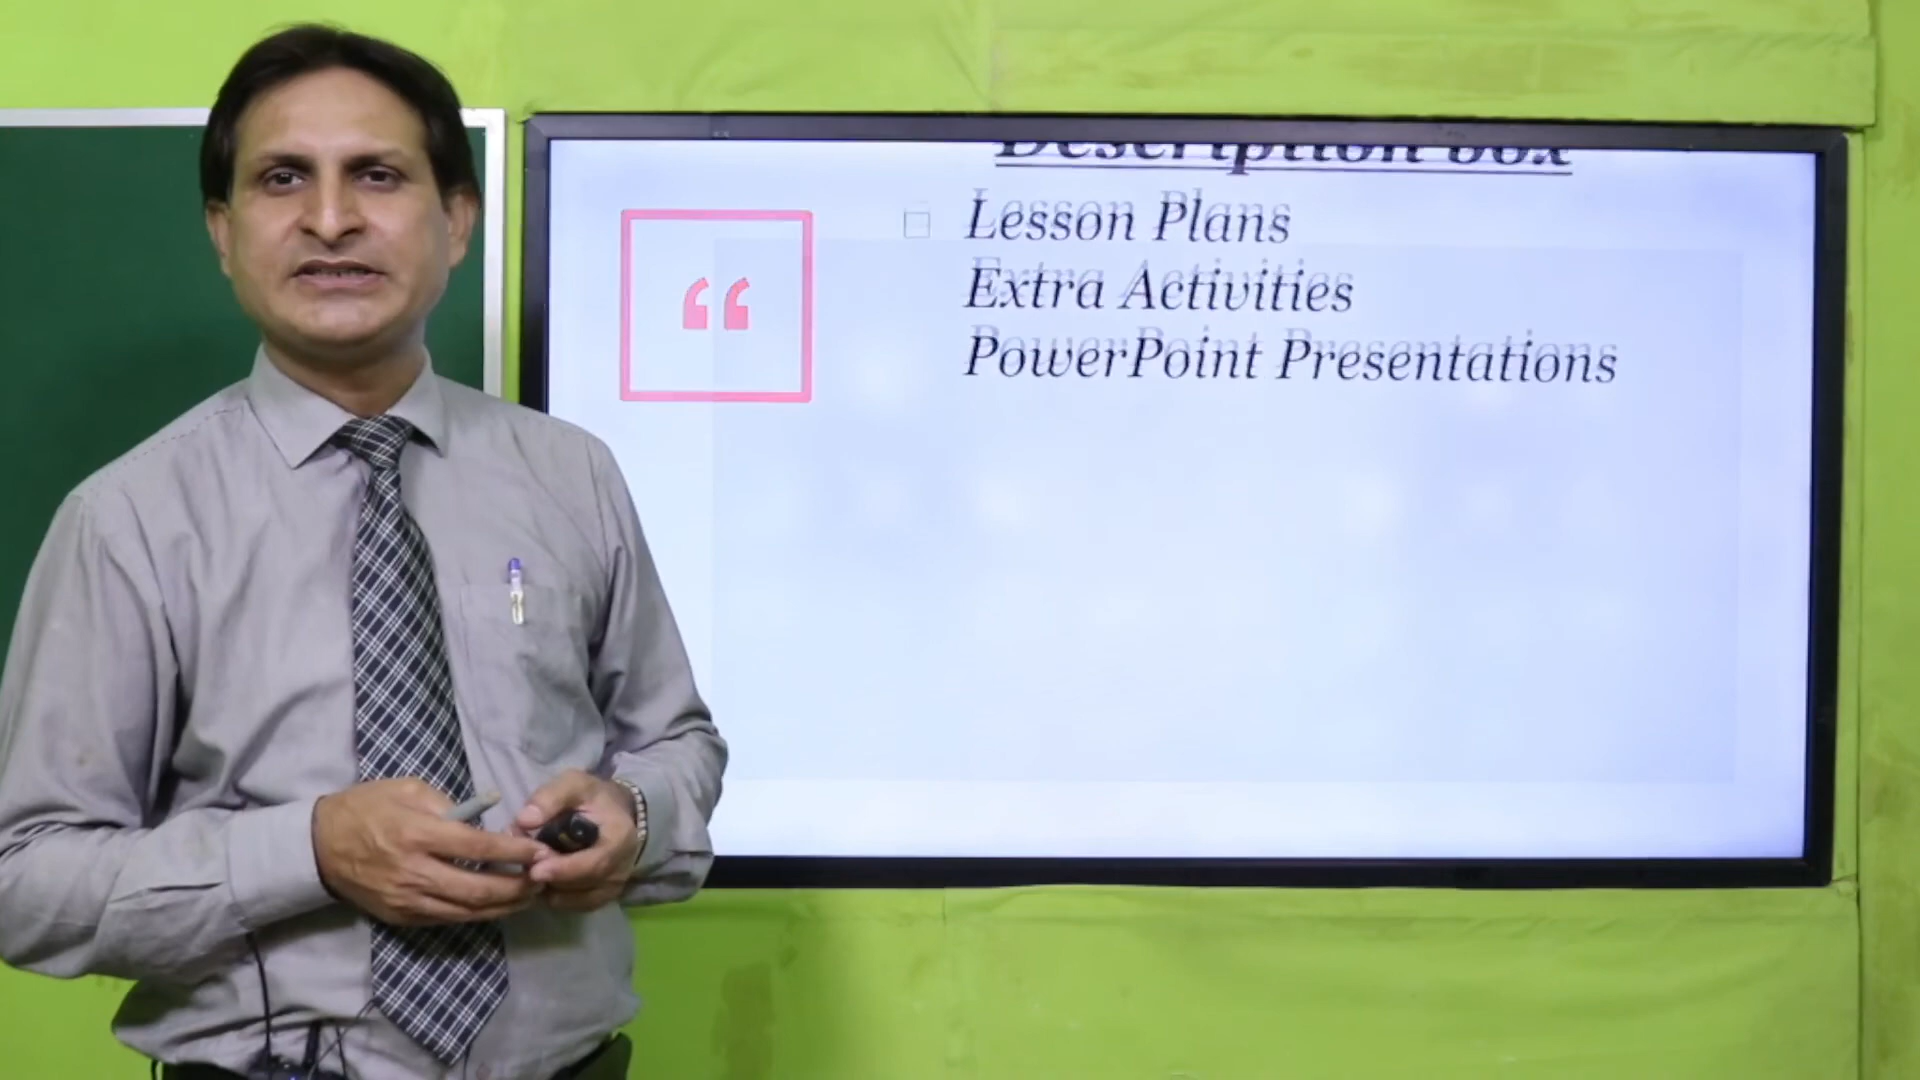 Description box
Lesson Plans
Extra Activities
PowerPoint Presentations